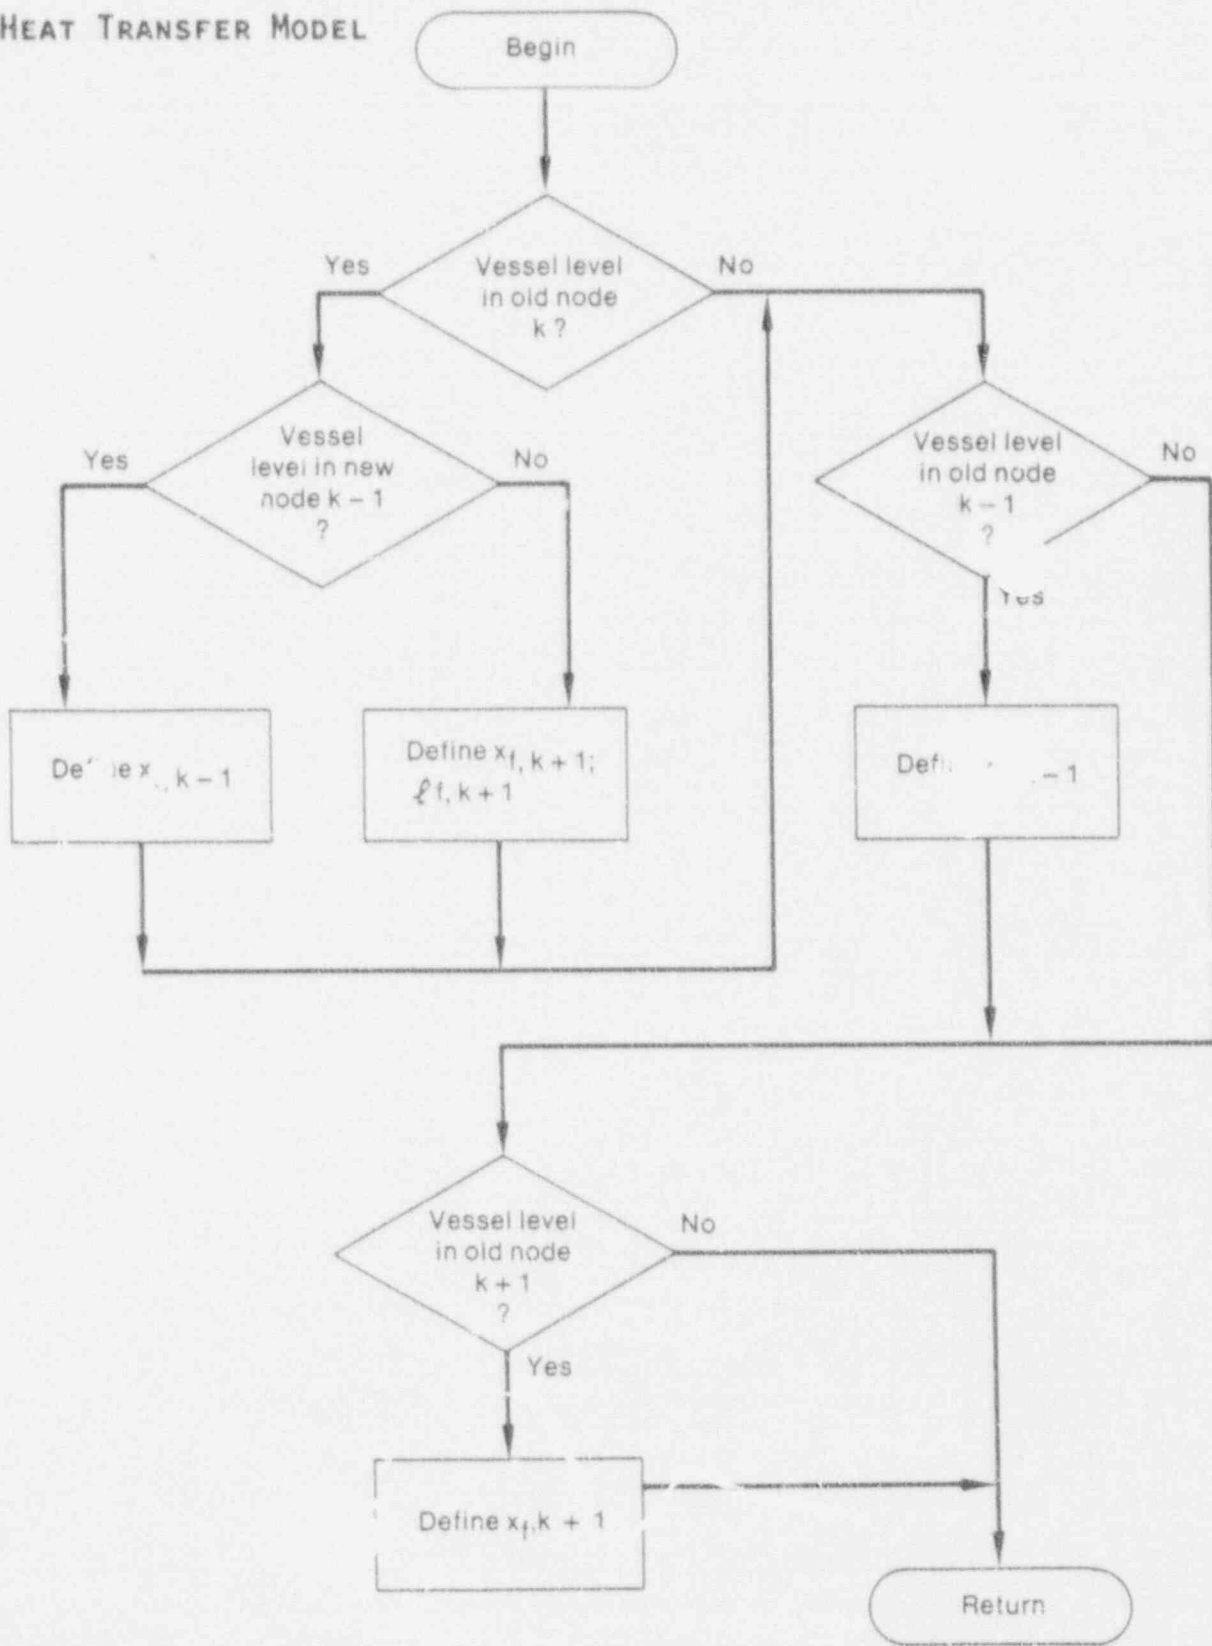 HEAT TRANSFER MODEL
Begin
Yes
Vessel level
in old node
k ?
No
Yes
Vessel
level in new
node k – 1
?
No
Vessel level
in old node
k – 1
?
No
Yes
x , k – 1
Define x f, k + 1;
ℓ f, k + 1
– 1
Vessel level
in old node
k + 1
?
No
Yes
Define x f, k + 1
Return